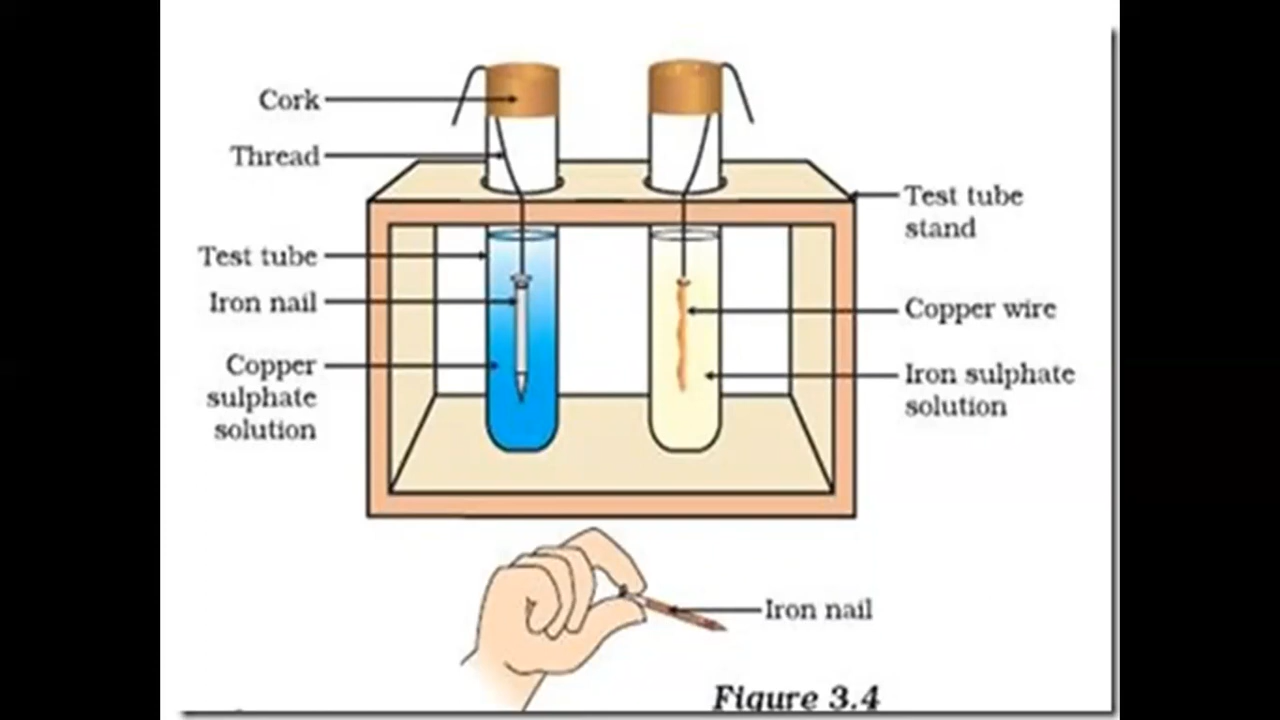 Cork
Thread
Test tube
Iron nail
Copper
sulphate
solution
Test tube
stand
Copper wire
Iron sulphate
solution
Iron nail
Figure 3.4